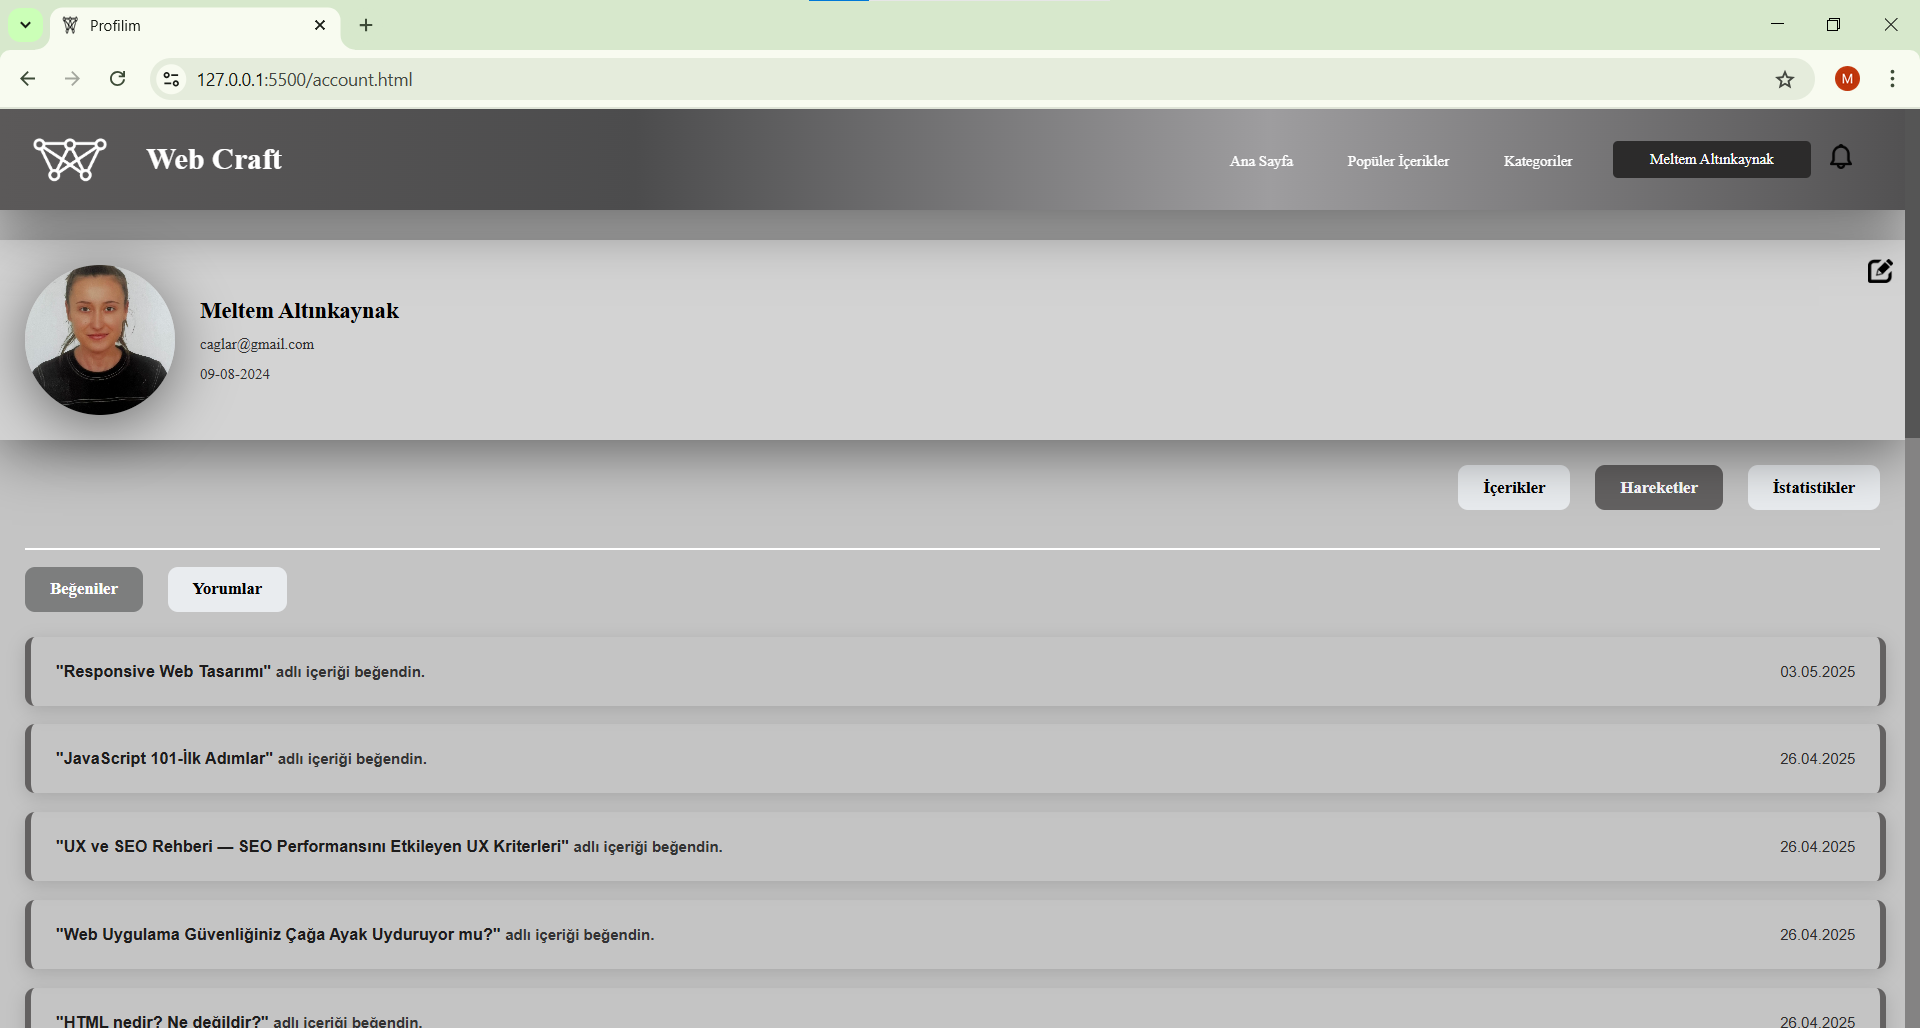 Profilim
127.0.0.1:5500/account.html
M
Web Craft
Ana Sayfa
Popüler İçerikler
Kategoriler
Meltem Altınkaynak
Meltem Altınkaynak
caglar@gmail.com
09-08-2024
İçerikler
Hareketler
İstatistikler
Beğeniler
Yorumlar
"Responsive Web Tasarımı" adlı içeriği beğendin. 03.05.2025
"JavaScript 101-İlk Adımlar" adlı içeriği beğendin. 26.04.2025
"UX ve SEO Rehberi — SEO Performansını Etkileyen UX Kriterleri" adlı içeriği beğendin. 26.04.2025
"Web Uygulama Güvenliğiniz Çağa Ayak Uyduruyor mu?" adlı içeriği beğendin. 26.04.2025
"HTML nedir? Ne değildir?" adlı içeriği beğendin. 26.04.2025